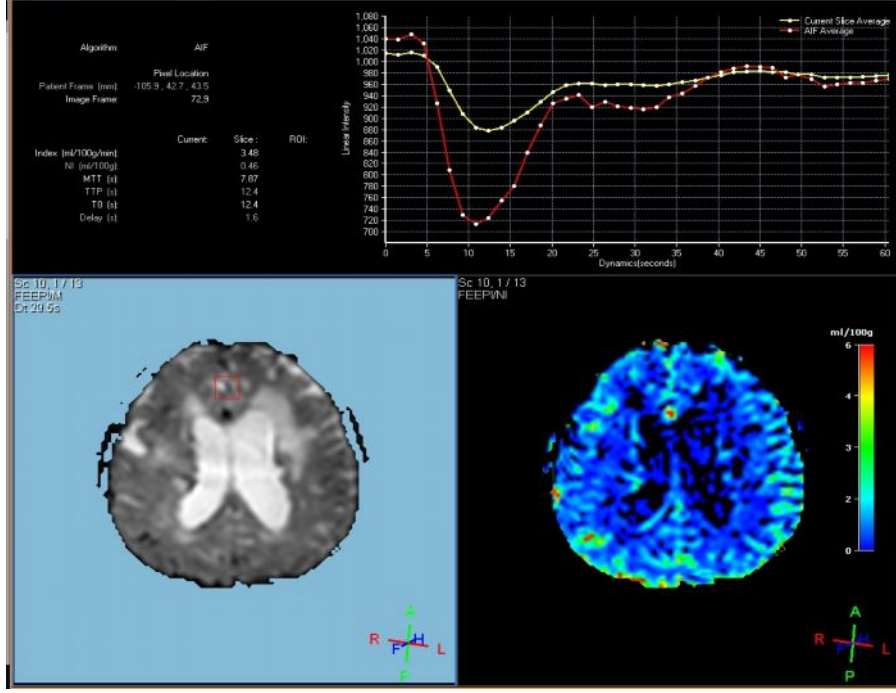 Algorithm: AIF
Pixel Location
Patient Frame (mm) -105.9 , 42.7 , 43.5
Image Frame: 72,9
Current: Slice : ROI:
Index (ml/100g/min): 3.48
NI (ml/100g): 0.46
MTT (s): 7.87
TTP (s): 12.4
T0 (s): 12.4
Delay (s): 1.6
Current Slice Average
AIF Average
Linear Intensity
1,080
1,060
1,040
1,020
1,000
980
960
940
920
900
880
860
840
820
800
780
760
740
720
700
0 5 10 15 20 25 30 35 40 45 50 55 60
Dynamics(seconds)
Sc 10, 1 / 13
FEEPI/M
Dt 29.5s
A
R H
F L
P
Sc 10, 1 / 13
FEEPI/NI
ml/100g
6
4
2
0
A
R H
F L
P